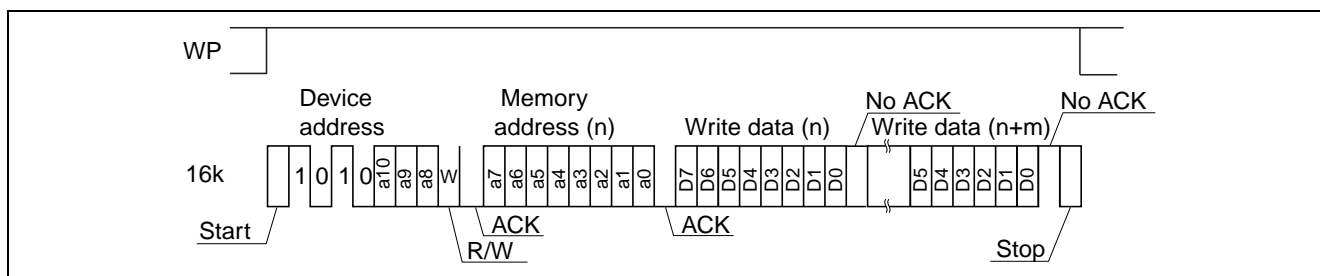 WP
Device
address
Memory
address (n)
Write data (n)
No ACK
Write data (n+m)
No ACK
16k
1 0 1 0 a10 a9 a8 W a7 a6 a5 a4 a3 a2 a1 a0 D7 D6 D5 D4 D3 D2 D1 D0 D5 D4 D3 D2 D1 D0
Start
R/W
ACK
ACK
Stop